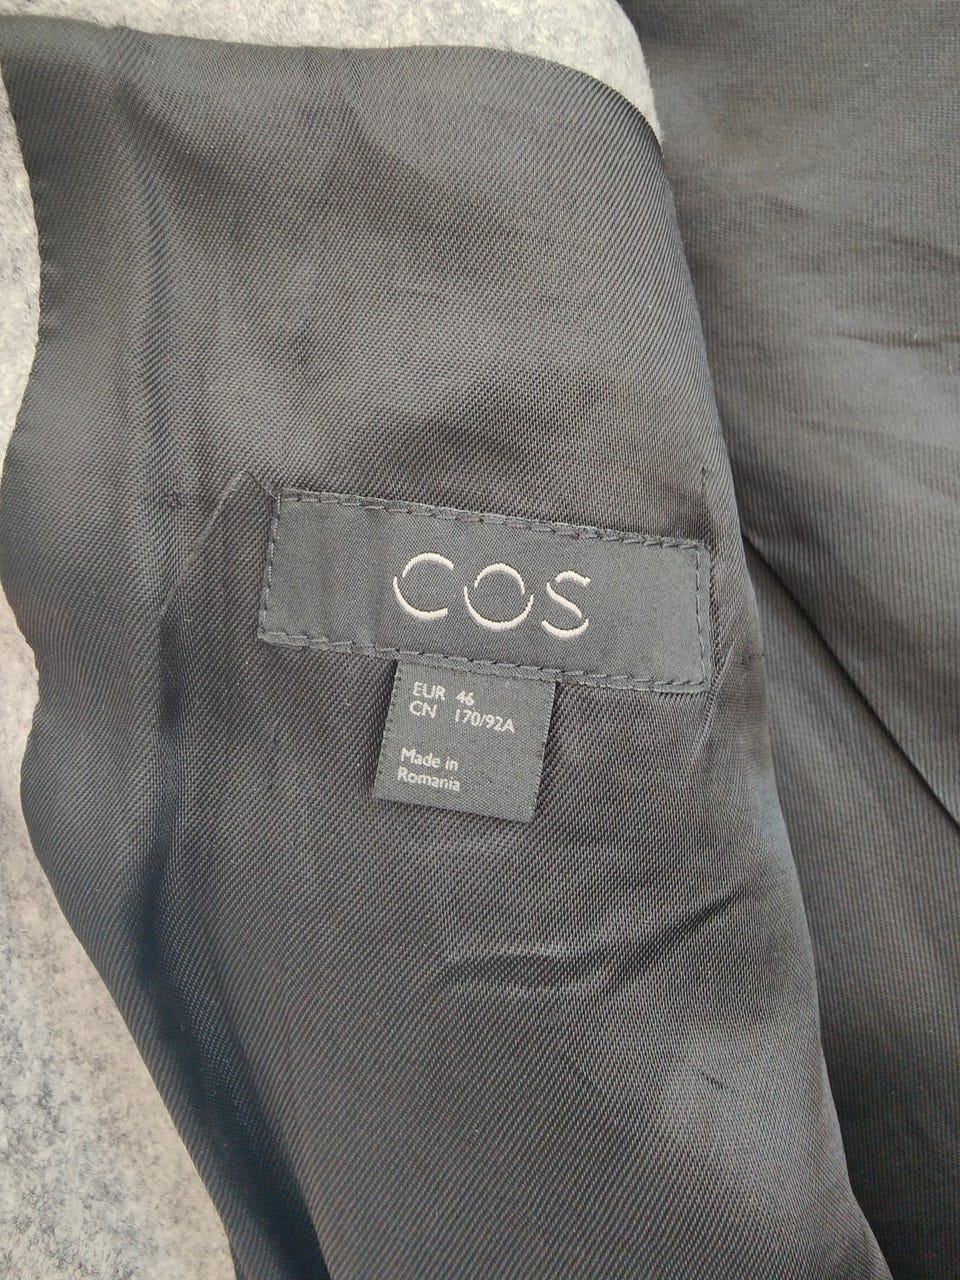 COS
EUR 46
CN 170/92A
Made in
Romania